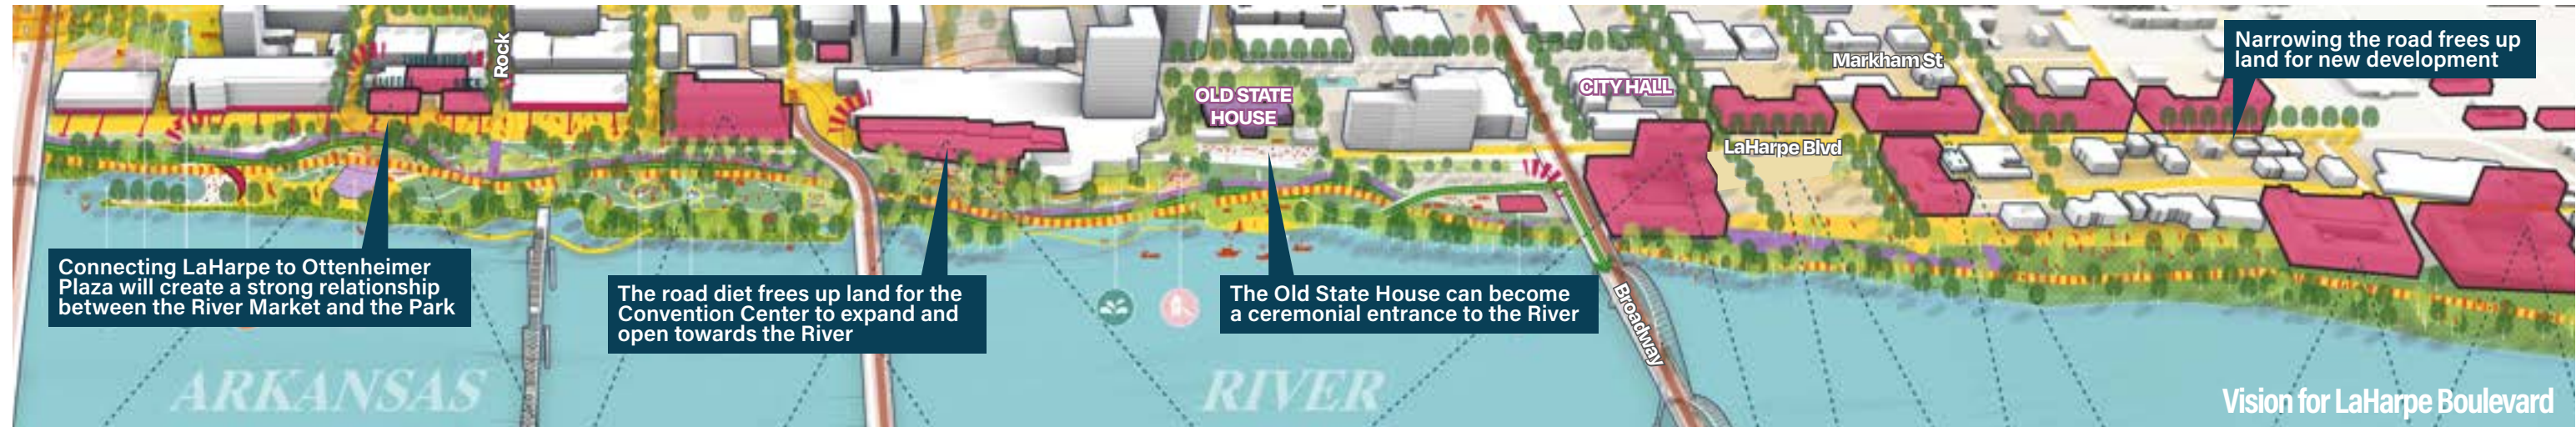 Rock
OLD STATE
HOUSE
CITY HALL
Markham St
LaHarpe Blvd
Narrowing the road frees up
land for new development
Connecting LaHarpe to Ottenheimer
Plaza will create a strong relationship
between the River Market and the Park
The road diet frees up land for the
Convention Center to expand and
open towards the River
The Old State House can become
a ceremonial entrance to the River
Broadway
ARKANSAS
RIVER
Vision for LaHarpe Boulevard